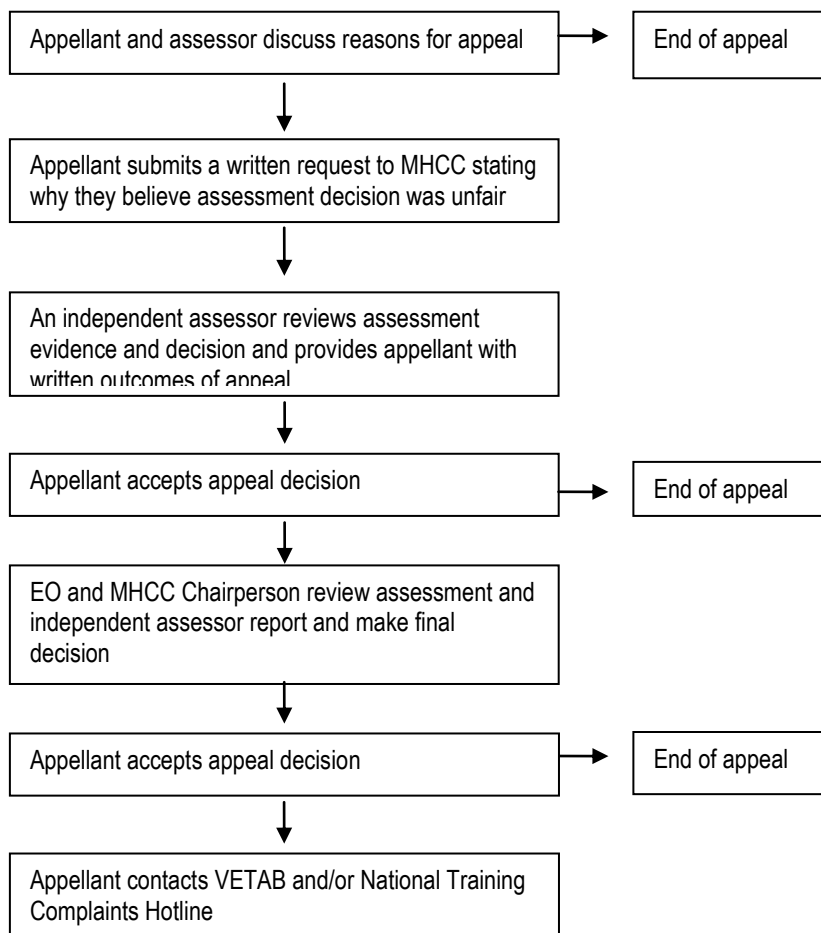 Appellant and assessor discuss reasons for appeal
End of appeal
Appellant submits a written request to MHCC stating
why they believe assessment decision was unfair
An independent assessor reviews assessment
evidence and decision and provides appellant with
written outcomes of appeal
Appellant accepts appeal decision
End of appeal
EO and MHCC Chairperson review assessment and
independent assessor report and make final
decision
Appellant accepts appeal decision
End of appeal
Appellant contacts VETAB and/or National Training
Complaints Hotline